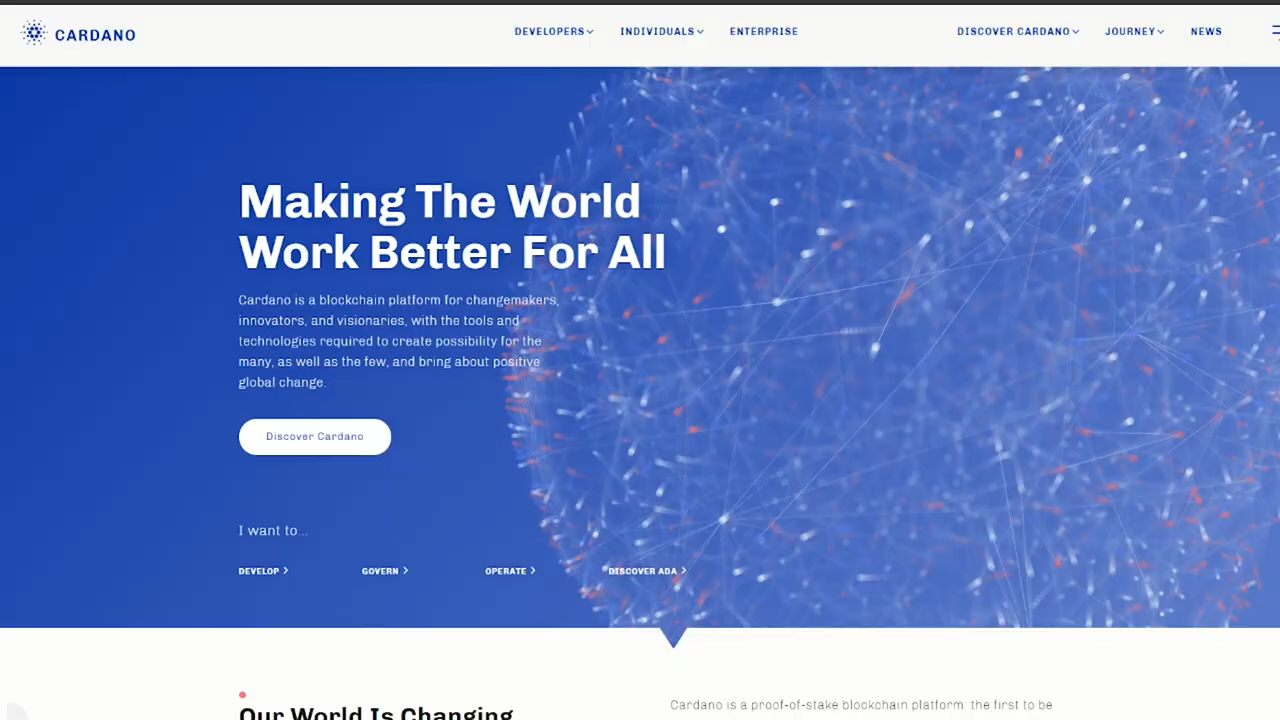 CARDANO
DEVELOPERS
INDIVIDUALS
ENTERPRISE
DISCOVER CARDANO
JOURNEY
NEWS
Making The World
Work Better For All
Cardano is a blockchain platform for changemakers,
innovators, and visionaries, with the tools and
technologies required to create possibility for the
many, as well as the few, and bring about positive
global change.
Discover Cardano
I want to...
DEVELOP
GOVERN
OPERATE
DISCOVER ADA
Our World Is Changing
Cardano is a proof-of-stake blockchain platform: the first to be